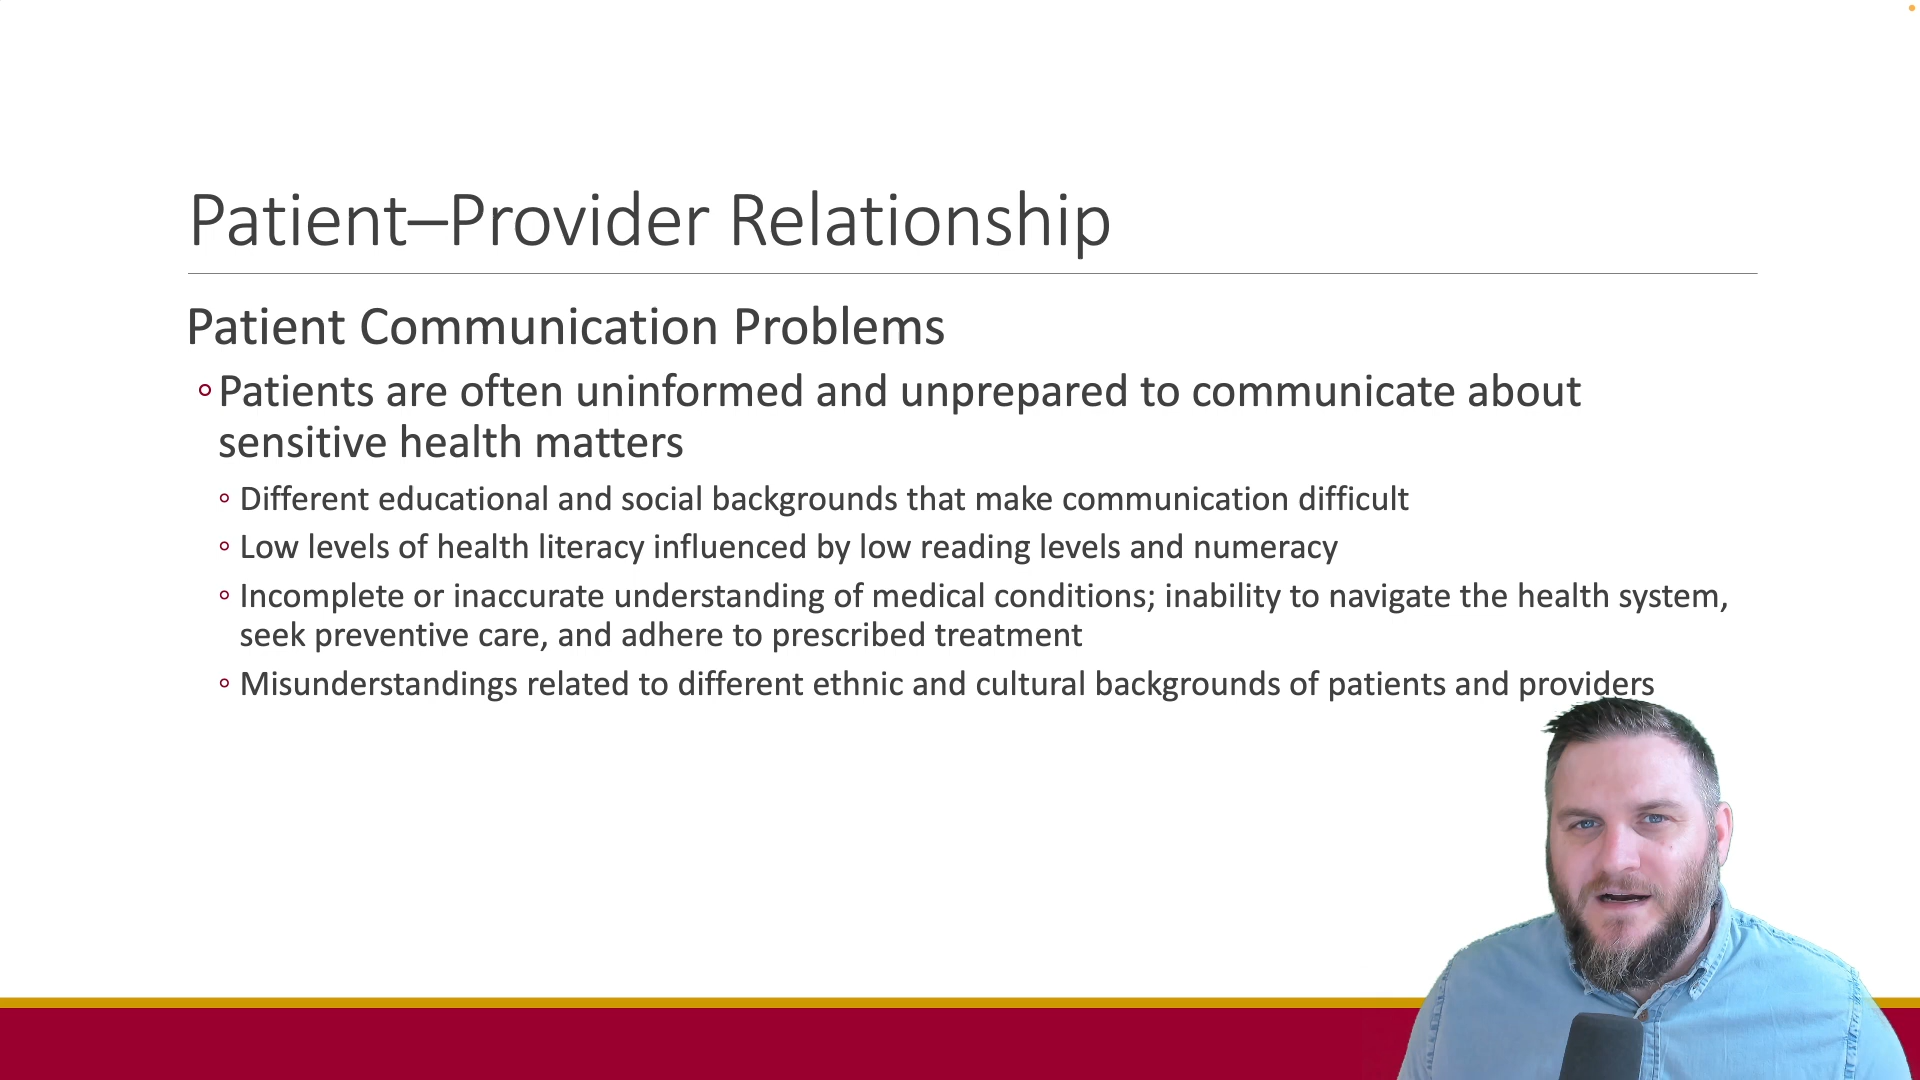 Patient–Provider Relationship
Patient Communication Problems
◦Patients are often uninformed and unprepared to communicate about
sensitive health matters
◦ Different educational and social backgrounds that make communication difficult
◦ Low levels of health literacy influenced by low reading levels and numeracy
◦ Incomplete or inaccurate understanding of medical conditions; inability to navigate the health system,
seek preventive care, and adhere to prescribed treatment
◦ Misunderstandings related to different ethnic and cultural backgrounds of patients and providers